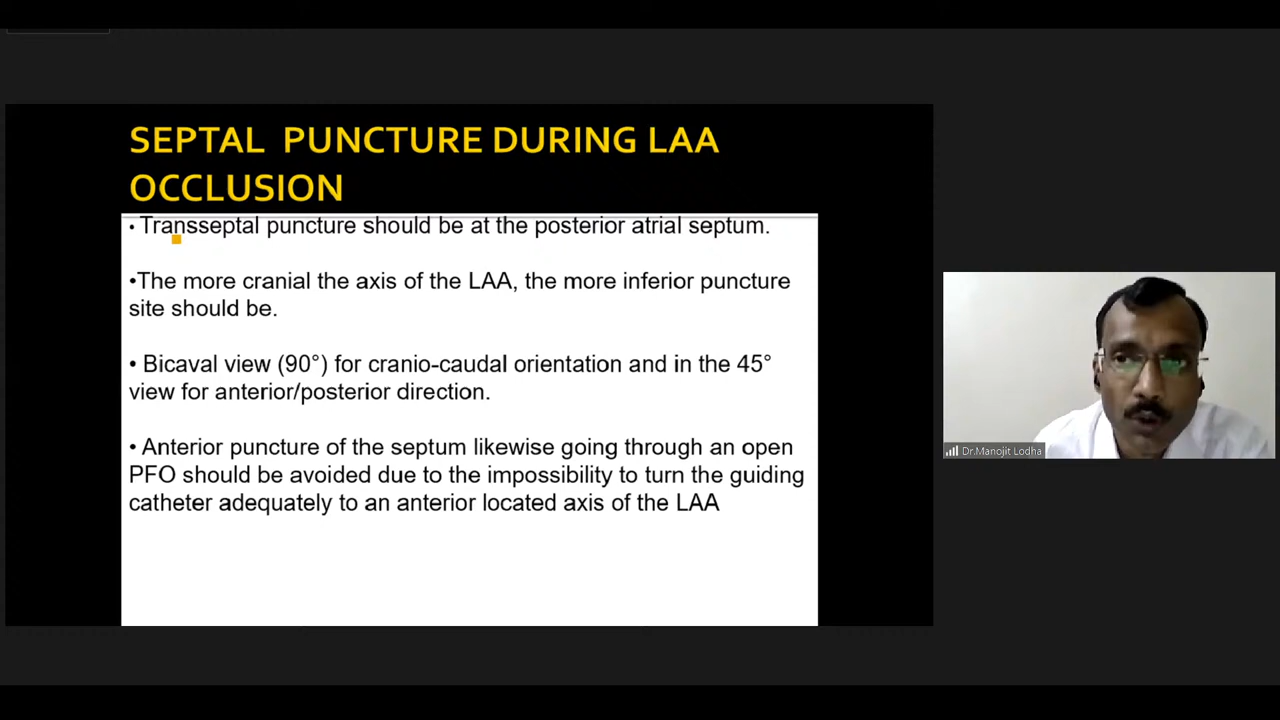 SEPTAL PUNCTURE DURING LAA
OCCLUSION
• Transseptal puncture should be at the posterior atrial septum.
•The more cranial the axis of the LAA, the more inferior puncture
site should be.
• Bicaval view (90°) for cranio-caudal orientation and in the 45°
view for anterior/posterior direction.
• Anterior puncture of the septum likewise going through an open
PFO should be avoided due to the impossibility to turn the guiding
catheter adequately to an anterior located axis of the LAA
Dr.Manojit Lodha